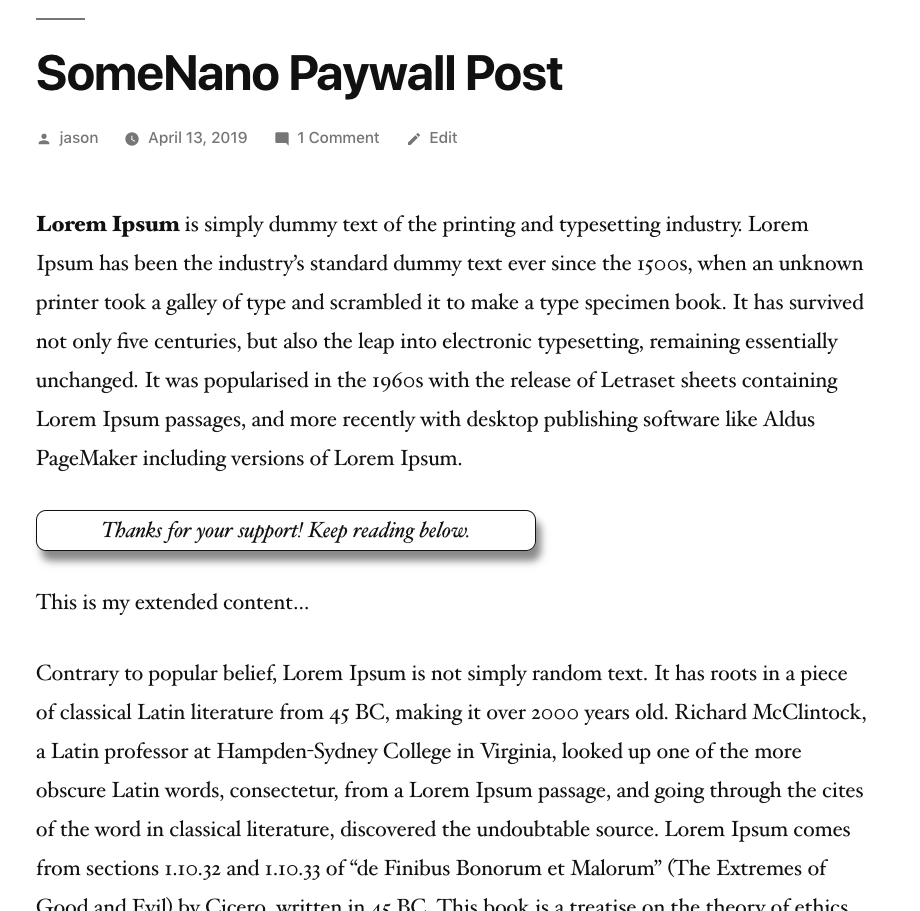 SomeNano Paywall Post
jason April 13, 2019 1 Comment Edit
Lorem Ipsum is simply dummy text of the printing and typesetting industry. Lorem
Ipsum has been the industry’s standard dummy text ever since the 1500s, when an unknown
printer took a galley of type and scrambled it to make a type specimen book. It has survived
not only five centuries, but also the leap into electronic typesetting, remaining essentially
unchanged. It was popularised in the 1960s with the release of Letraset sheets containing
Lorem Ipsum passages, and more recently with desktop publishing software like Aldus
PageMaker including versions of Lorem Ipsum.
Thanks for your support! Keep reading below.
This is my extended content…
Contrary to popular belief, Lorem Ipsum is not simply random text. It has roots in a piece
of classical Latin literature from 45 BC, making it over 2000 years old. Richard McClintock,
a Latin professor at Hampden-Sydney College in Virginia, looked up one of the more
obscure Latin words, consectetur, from a Lorem Ipsum passage, and going through the cites
of the word in classical literature, discovered the undoubtable source. Lorem Ipsum comes
from sections 1.10.32 and 1.10.33 of “de Finibus Bonorum et Malorum” (The Extremes of
Good and Evil) by Cicero, written in 45 BC. This book is a treatise on the theory of ethics,